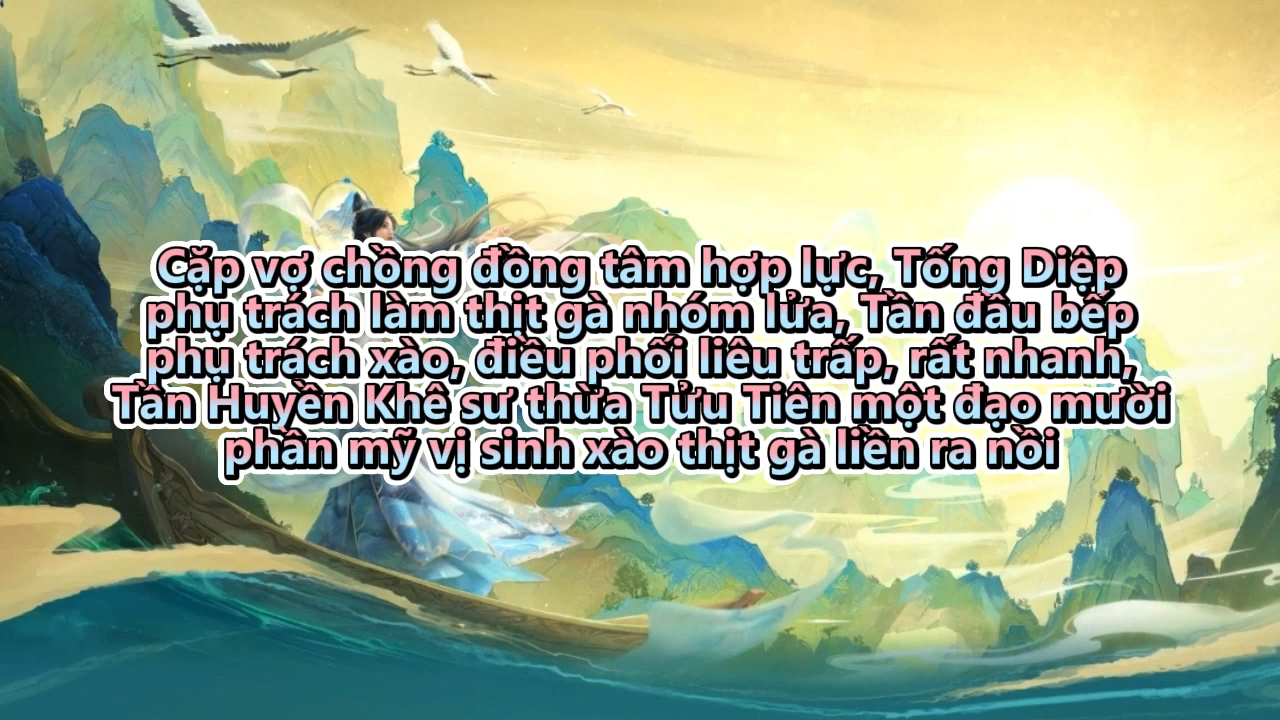 Cặp vợ chồng đồng tâm hợp lực, Tống Diệp
phụ trách làm thịt gà nhóm lửa, Tần đầu bếp
phụ trách xào, điều phối liêu trấp, rất nhanh,
Tần Huyền Khê sư thừa Tửu Tiên một đạo mười
phần mỹ vị sinh xào thịt gà liền ra nồi